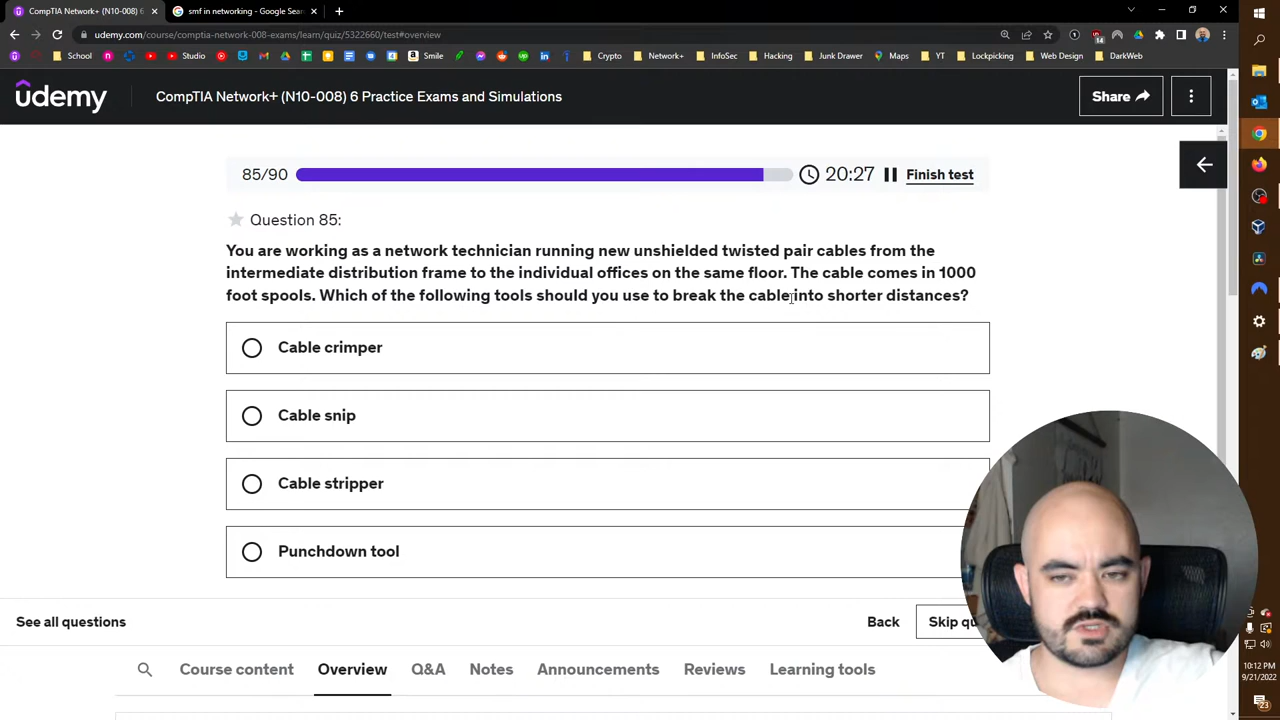 CompTIA Network+ (N10-008) 6
smf in networking - Google Sear
udemy.com/course/comptia-network-008-exams/learn/quiz/5322660/test#overview
School
Studio
Smile
Crypto
Network+
InfoSec
Hacking
Junk Drawer
Maps
YT
Lockpicking
Web Design
DarkWeb
ûdemy
CompTIA Network+ (N10-008) 6 Practice Exams and Simulations
Share
85/90
20:27
Finish test
Question 85:
You are working as a network technician running new unshielded twisted pair cables from the
intermediate distribution frame to the individual offices on the same floor. The cable comes in 1000
foot spools. Which of the following tools should you use to break the cable into shorter distances?
Cable crimper
Cable snip
Cable stripper
Punchdown tool
See all questions
Back
Skip qu
Course content
Overview
Q&A
Notes
Announcements
Reviews
Learning tools
10:12 PM
9/21/2022
23